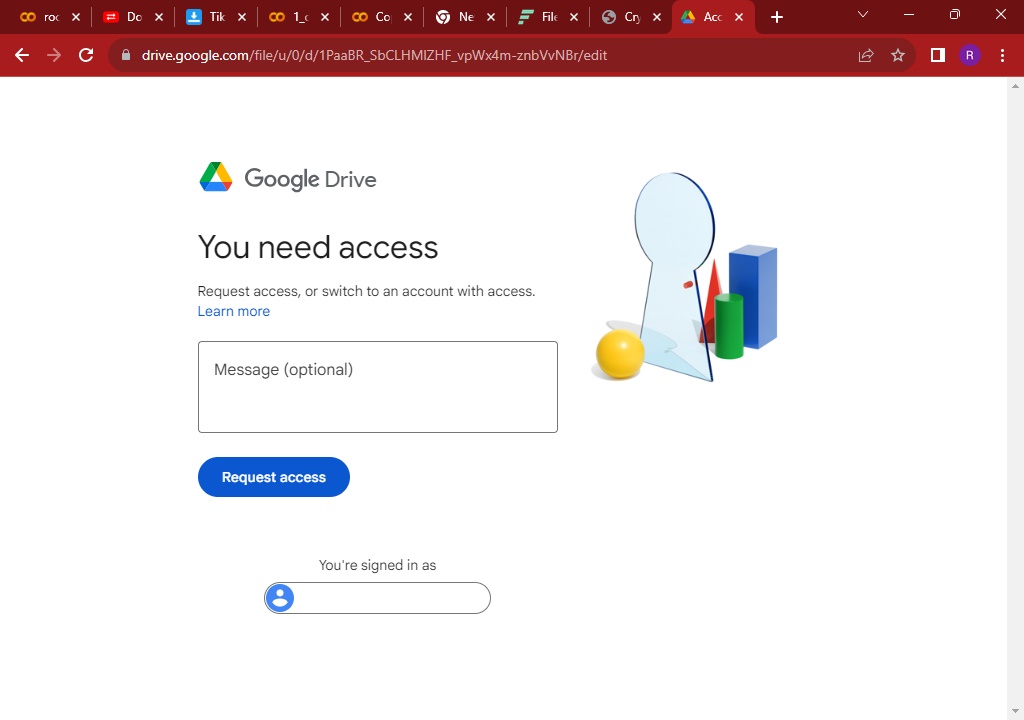 roc Do Tik 1_c Co Ne File Cry Acc
drive.google.com/file/u/0/d/1PaaBR_SbCLHMIZHF_vpWx4m-znbVvNBr/edit
R
Google Drive
You need access
Request access, or switch to an account with access.
Learn more
Message (optional)
Request access
You're signed in as